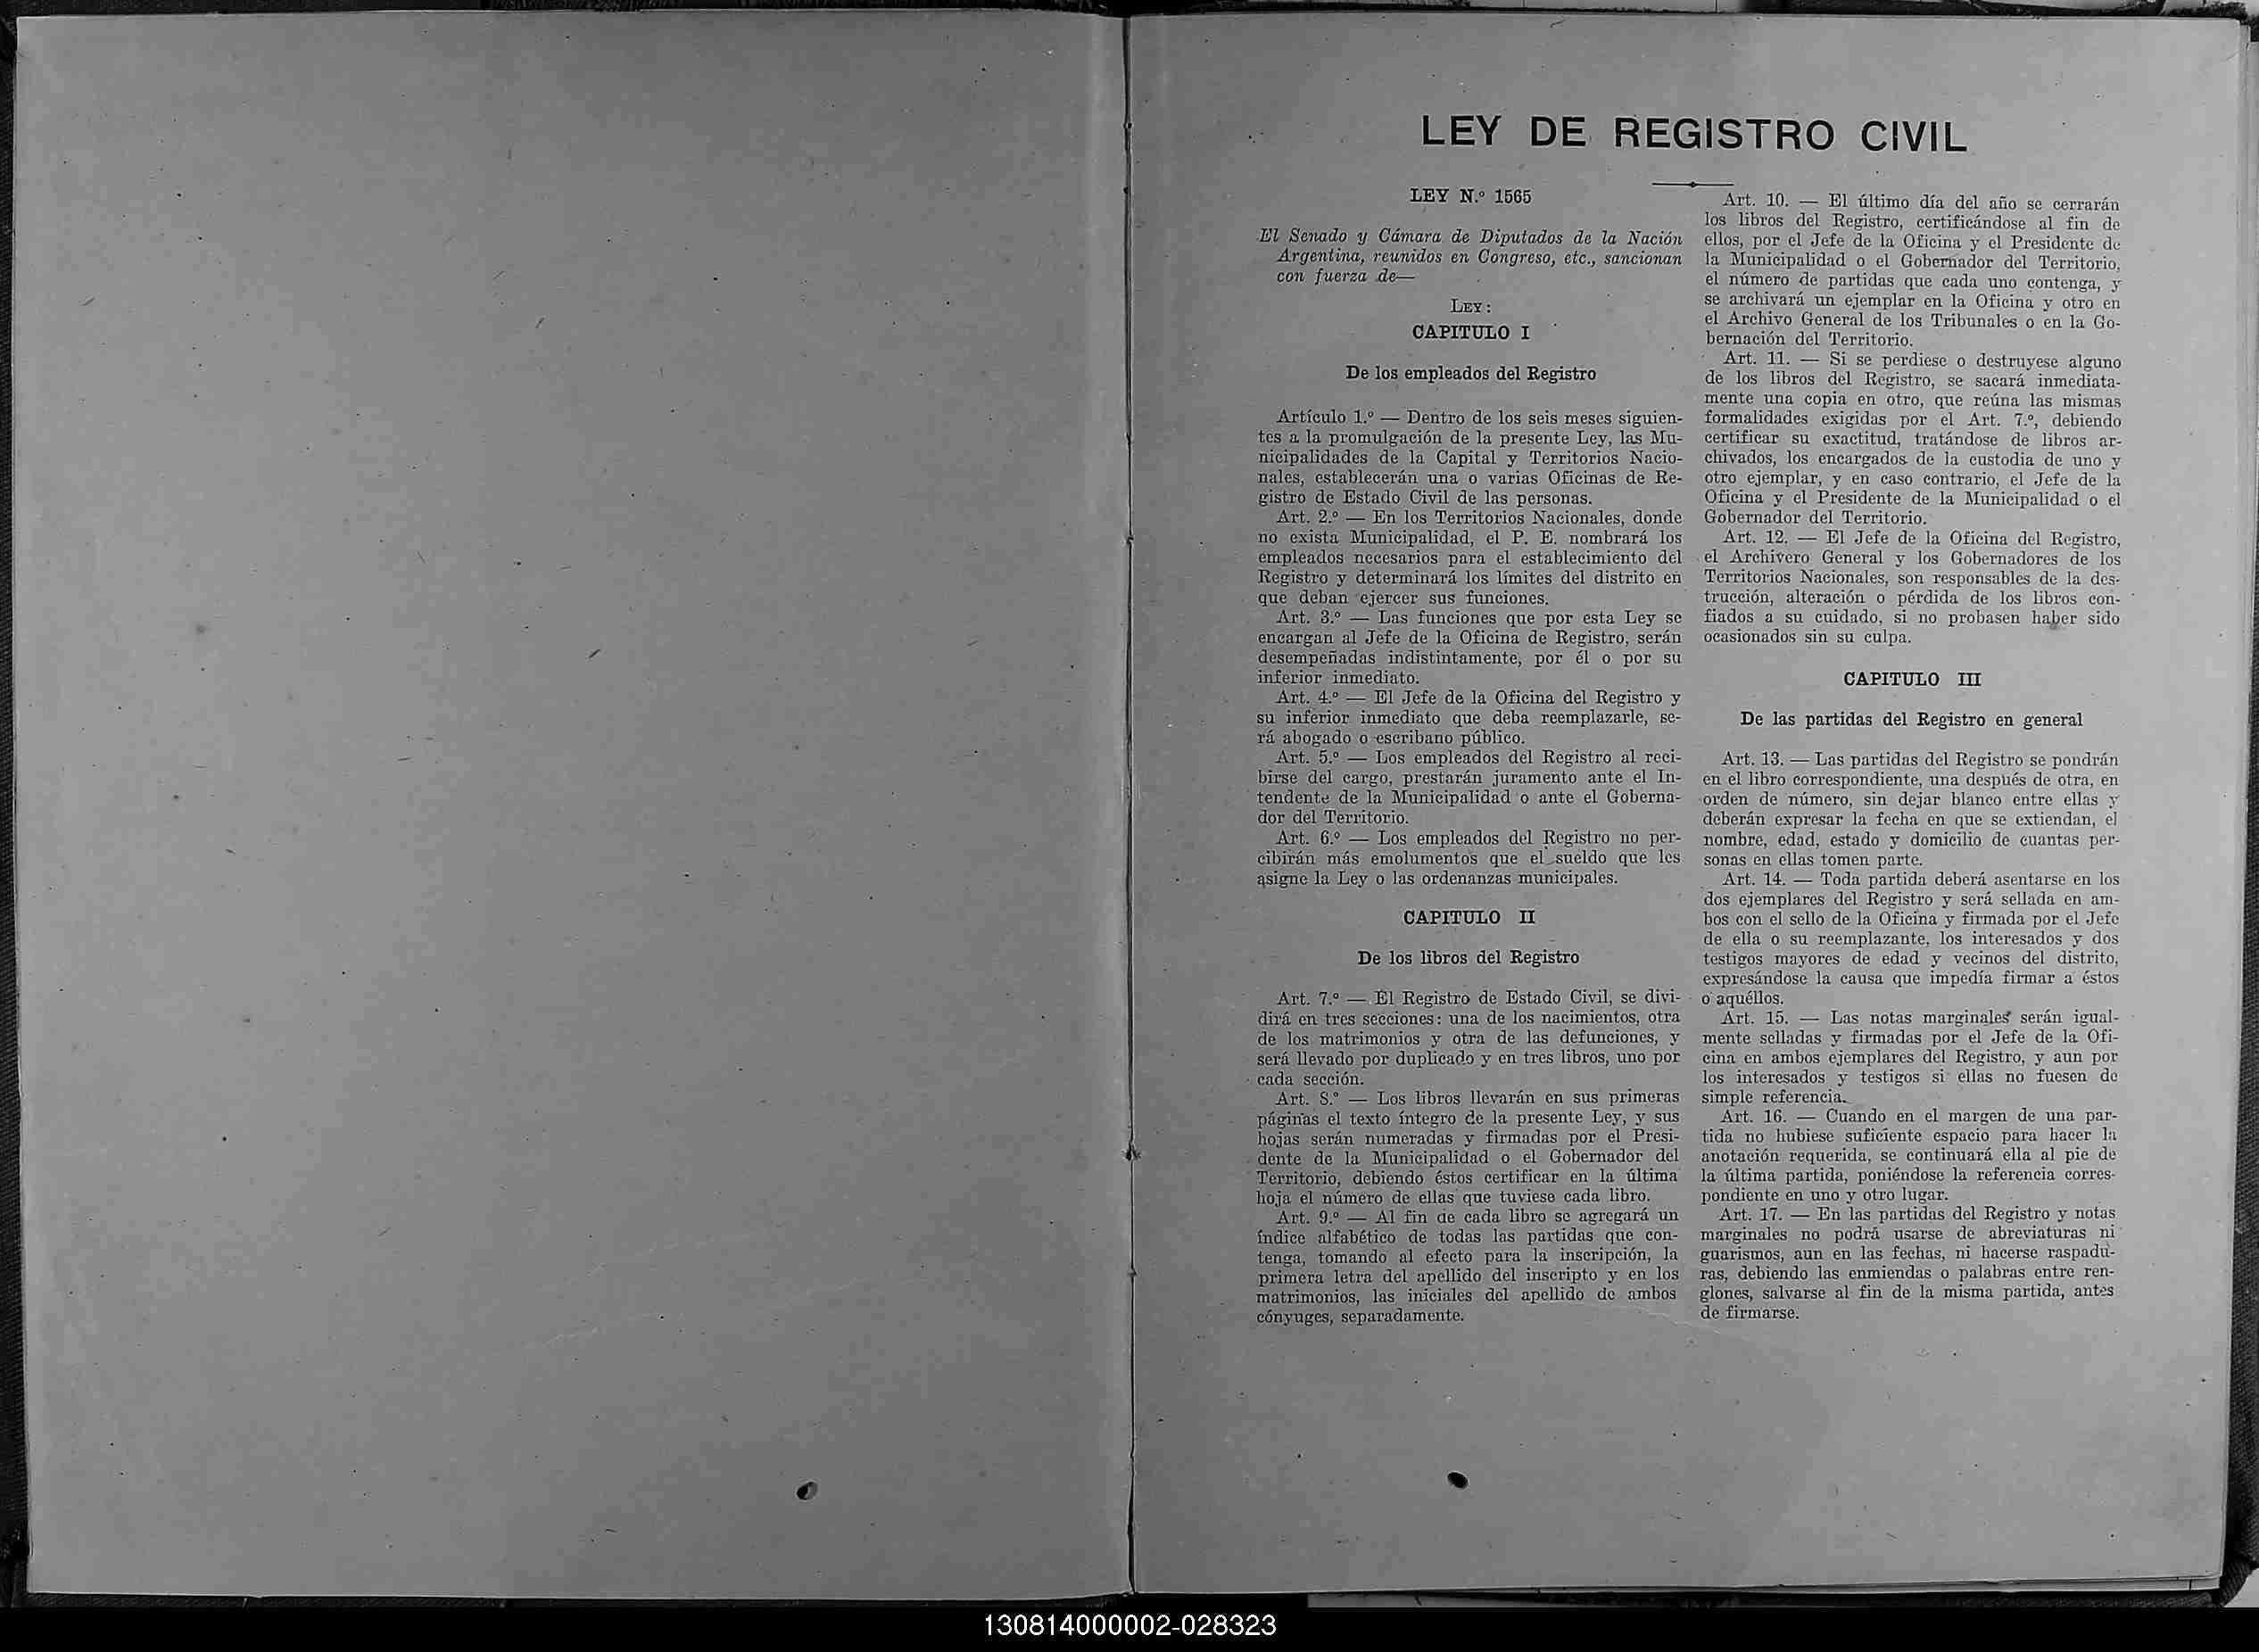 LEY DE REGISTRO CIVIL
LEY N.º 1565
El Senado y Cámara de Diputados de la Nación
Argentina, reunidos en Congreso, etc., sancionan
con fuerza de—
LEY:
CAPITULO I
De los empleados del Registro
Artículo 1.º — Dentro de los seis meses siguien-
tes a la promulgación de la presente Ley, las Mu-
nicipalidades de la Capital y Territorios Nacio-
nales, establecerán una o varias Oficinas de Re-
gistro de Estado Civil de las personas.
Art. 2.º — En los Territorios Nacionales, donde
no exista Municipalidad, el P. E. nombrará los
empleados necesarios para el establecimiento del
Registro y determinará los límites del distrito en
que deban ejercer sus funciones.
Art. 3.º — Las funciones que por esta Ley se
encargan al Jefe de la Oficina de Registro, serán
desempeñadas indistintamente, por él o por su
inferior inmediato.
Art. 4.º — El Jefe de la Oficina del Registro y
su inferior inmediato que deba reemplazarle, se-
rá abogado o escribano público.
Art. 5.º — Los empleados del Registro al reci-
birse del cargo, prestarán juramento ante el In-
tendente de la Municipalidad o ante el Goberna-
dor del Territorio.
Art. 6.º — Los empleados del Registro no per-
cibirán más emolumentos que el sueldo que les
asigne la Ley o las ordenanzas municipales.
CAPITULO II
De los libros del Registro
Art. 7.º — El Registro de Estado Civil, se divi-
dirá en tres secciones: una de los nacimientos, otra
de los matrimonios y otra de las defunciones, y
será llevado por duplicado y en tres libros, uno por
cada sección.
Art. 8.º — Los libros llevarán en sus primeras
páginas el texto íntegro de la presente Ley, y sus
hojas serán numeradas y firmadas por el Presi-
dente de la Municipalidad o el Gobernador del
Territorio, debiendo éstos certificar en la última
hoja el número de ellas que tuviese cada libro.
Art. 9.º — Al fin de cada libro se agregará un
índice alfabético de todas las partidas que con-
tenga, tomando al efecto para la inscripción, la
primera letra del apellido del inscripto y en los
matrimonios, las iniciales del apellido de ambos
cónyuges, separadamente.
Art. 10. — El último día del año se cerrarán
los libros del Registro, certificándose al fin de
ellos, por el Jefe de la Oficina y el Presidente de
la Municipalidad o el Gobernador del Territorio,
el número de partidas que cada uno contenga, y
se archivará un ejemplar en la Oficina y otro en
el Archivo General de los Tribunales o en la Go-
bernación del Territorio.
Art. 11. — Si se perdiese o destruyese alguno
de los libros del Registro, se sacará inmediata-
mente una copia en otro, que reúna las mismas
formalidades exigidas por el Art. 7.º, debiendo
certificar su exactitud, tratándose de libros ar-
chivados, los encargados de la custodia de uno y
otro ejemplar, y en caso contrario, el Jefe de la
Oficina y el Presidente de la Municipalidad o el
Gobernador del Territorio.
Art. 12. — El Jefe de la Oficina del Registro,
el Archivero General y los Gobernadores de los
Territorios Nacionales, son responsables de la des-
trucción, alteración o pérdida de los libros con-
fiados a su cuidado, si no probasen haber sido
ocasionados sin su culpa.
CAPITULO III
De las partidas del Registro en general
Art. 13. — Las partidas del Registro se pondrán
en el libro correspondiente, una después de otra, en
orden de número, sin dejar blanco entre ellas y
deberán expresar la fecha en que se extiendan, el
nombre, edad, estado y domicilio de cuantas per-
sonas en ellas tomen parte.
Art. 14. — Toda partida deberá asentarse en los
dos ejemplares del Registro y será sellada en am-
bos con el sello de la Oficina y firmada por el Jefe
de ella o su reemplazante, los interesados y dos
testigos mayores de edad y vecinos del distrito,
expresándose la causa que impedía firmar a éstos
o aquéllos.
Art. 15. — Las notas marginales serán igual-
mente selladas y firmadas por el Jefe de la Ofi-
cina en ambos ejemplares del Registro, y aun por
los interesados y testigos si ellas no fuesen de
simple referencia.
Art. 16. — Cuando en el margen de una par-
tida no hubiese suficiente espacio para hacer la
anotación requerida, se continuará ella al pie de
la última partida, poniéndose la referencia corres-
pondiente en uno y otro lugar.
Art. 17. — En las partidas del Registro y notas
marginales no podrá usarse de abreviaturas ni
guarismos, aun en las fechas, ni hacerse raspadu-
ras, debiendo las enmiendas o palabras entre ren-
glones, salvarse al fin de la misma partida, antes
de firmarse.
130814000002-028323